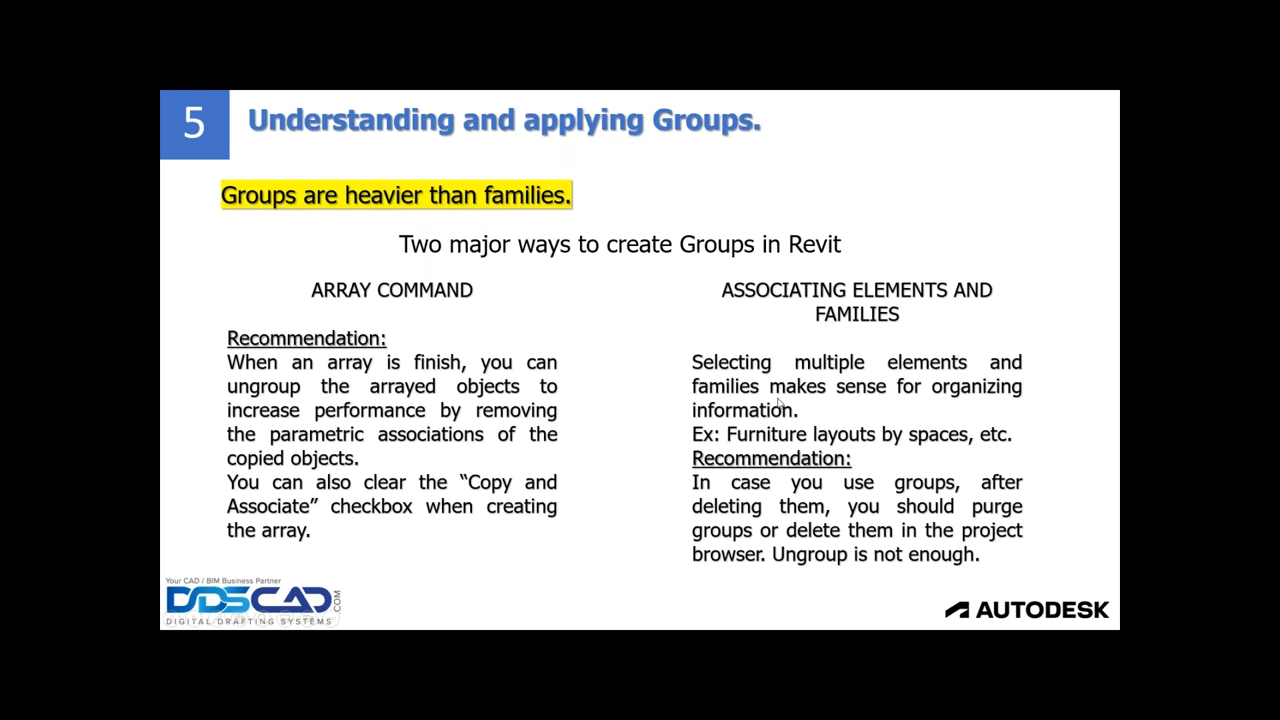 5
Understanding and applying Groups.
Groups are heavier than families.
Two major ways to create Groups in Revit
ARRAY COMMAND
Recommendation:
When an array is finish, you can
ungroup the arrayed objects to
increase performance by removing
the parametric associations of the
copied objects.
You can also clear the “Copy and
Associate” checkbox when creating
the array.
ASSOCIATING ELEMENTS AND
FAMILIES
Selecting multiple elements and
families makes sense for organizing
information.
Ex: Furniture layouts by spaces, etc.
Recommendation:
In case you use groups, after
deleting them, you should purge
groups or delete them in the project
browser. Ungroup is not enough.
Your CAD / BIM Business Partner
DDSCAD.COM
DIGITAL DRAFTING SYSTEMS
AUTODESK